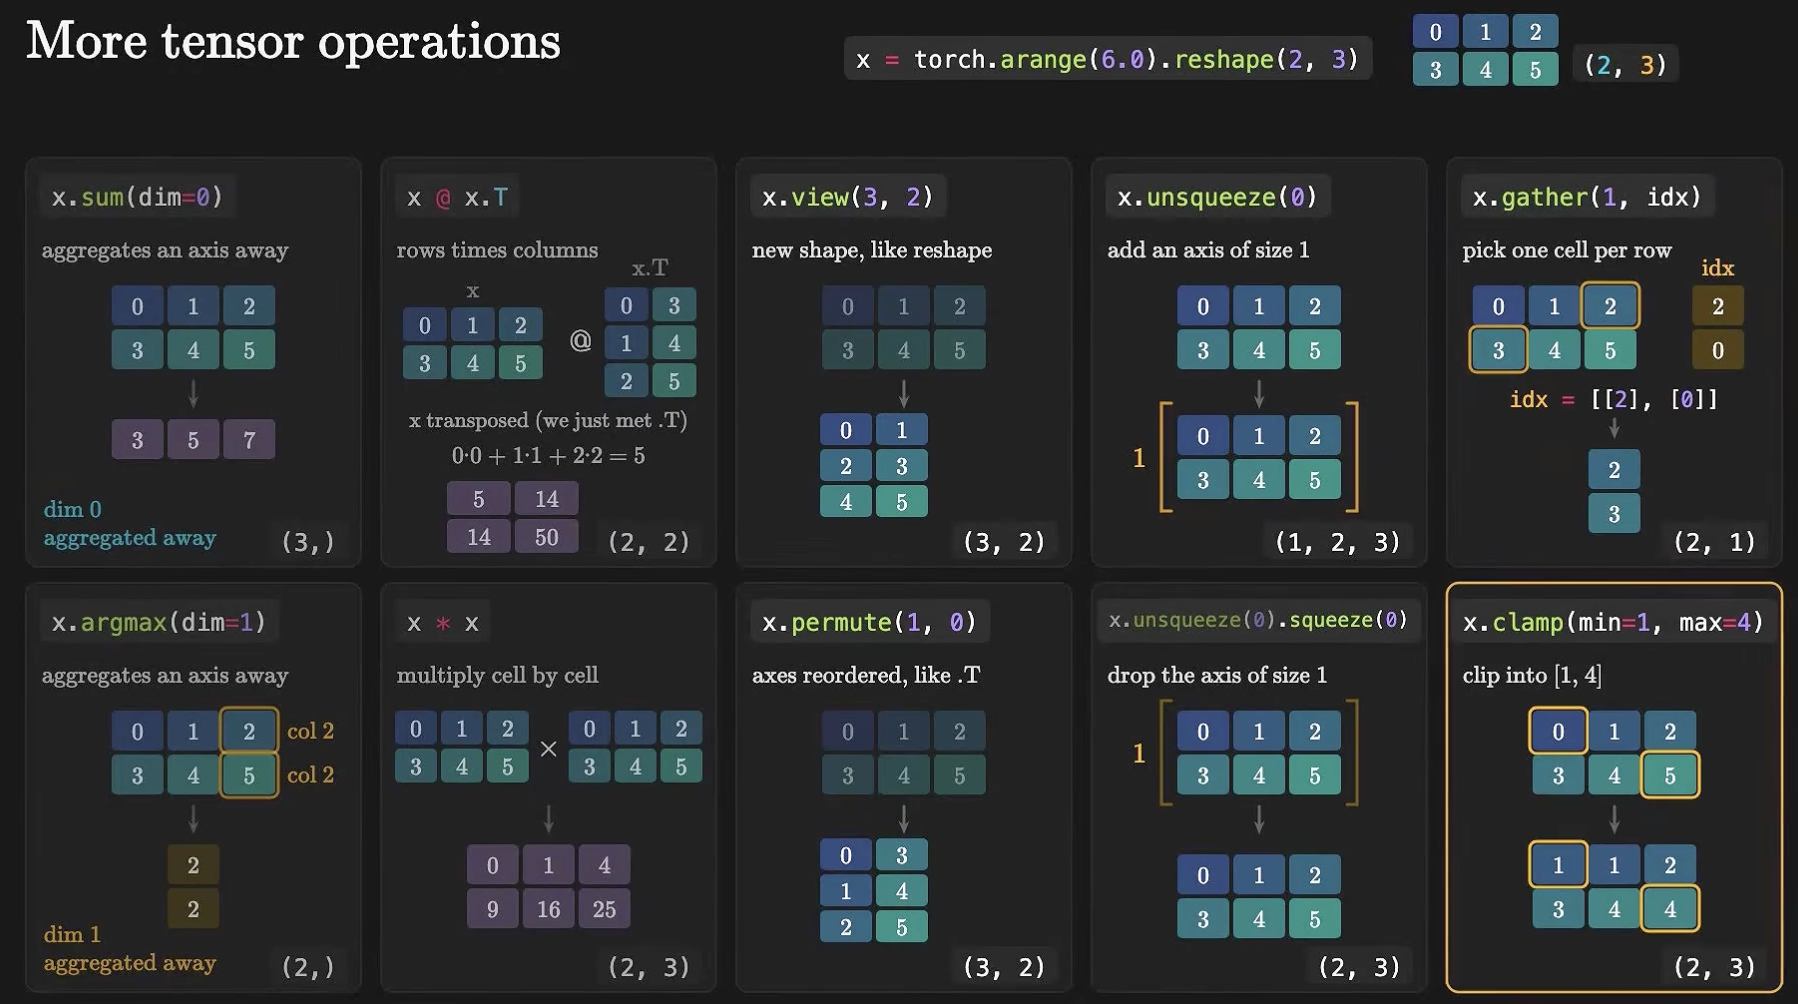 More tensor operations
x = torch.arange(6.0).reshape(2, 3)
0 1 2
3 4 5
(2, 3)
x.sum(dim=0)
aggregates an axis away
0 1 2
3 4 5
3 5 7
dim 0
aggregated away
(3,)
x @ x.T
rows times columns
x
x.T
0 1 2
3 4 5
@
0 3
1 4
2 5
x transposed (we just met .T)
0·0 + 1·1 + 2·2 = 5
5 14
14 50
(2, 2)
x.view(3, 2)
new shape, like reshape
0 1 2
3 4 5
0 1
2 3
4 5
(3, 2)
x.unsqueeze(0)
add an axis of size 1
0 1 2
3 4 5
1
0 1 2
3 4 5
(1, 2, 3)
x.gather(1, idx)
pick one cell per row
idx
0 1 2
3 4 5
2
0
idx = [[2], [0]]
2
3
(2, 1)
x.argmax(dim=1)
aggregates an axis away
0 1 2 col 2
3 4 5 col 2
2
2
dim 1
aggregated away
(2,)
x * x
multiply cell by cell
0 1 2
3 4 5
×
0 1 2
3 4 5
0 1 4
9 16 25
(2, 3)
x.permute(1, 0)
axes reordered, like .T
0 1 2
3 4 5
0 3
1 4
2 5
(3, 2)
x.unsqueeze(0).squeeze(0)
drop the axis of size 1
1
0 1 2
3 4 5
0 1 2
3 4 5
(2, 3)
x.clamp(min=1, max=4)
clip into [1, 4]
0 1 2
3 4 5
1 1 2
3 4 4
(2, 3)